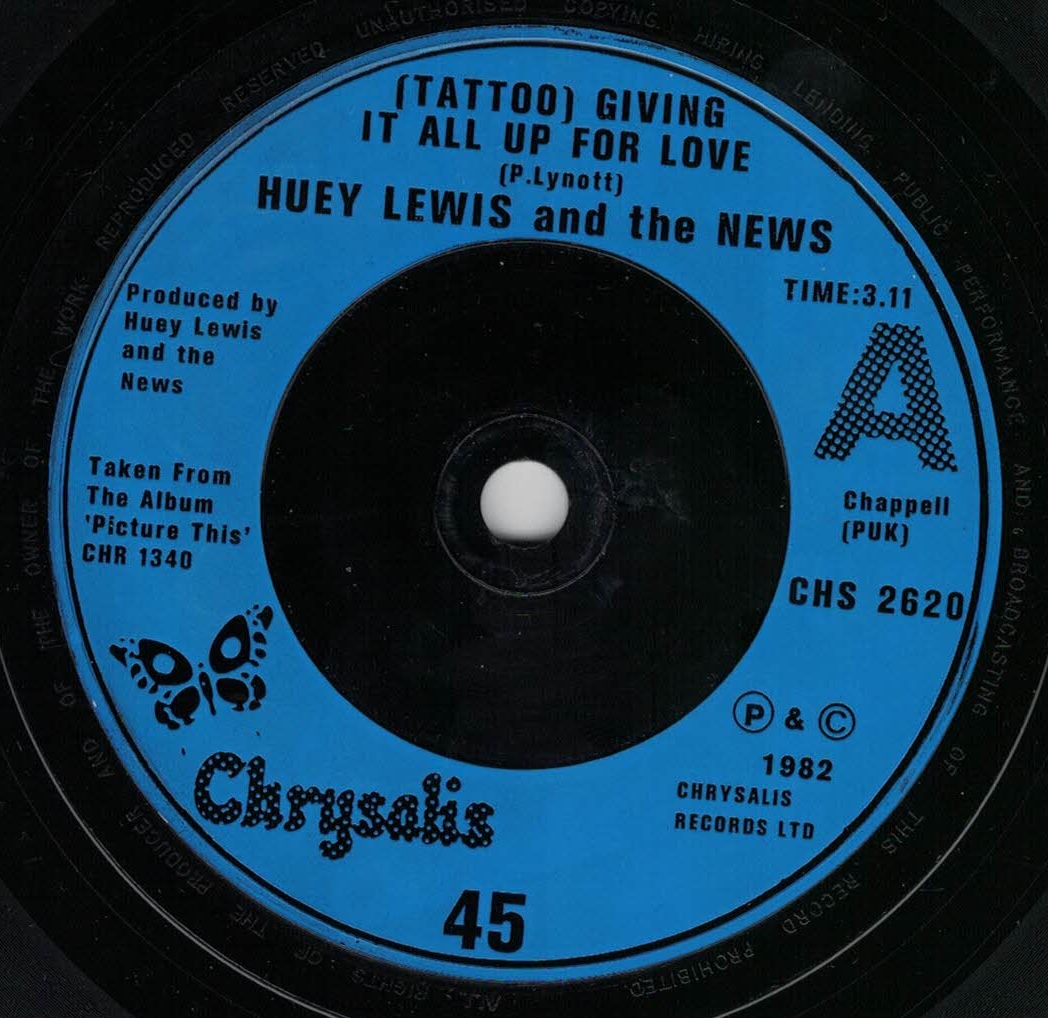 (TATTOO) GIVING
IT ALL UP FOR LOVE
(P.Lynott)
HUEY LEWIS and the NEWS
Produced by
Huey Lewis
and the
News
TIME:3.11
A
Taken From
The Album
'Picture This'
CHR 1340
Chappell
(PUK)
CHS 2620
Chrysalis
Ⓟ & ©
1982
CHRYSALIS
RECORDS LTD
45
ALL RIGHTS OF THE PRODUCER AND OF THE OWNER OF THE WORK REPRODUCED RESERVED UNAUTHORISED COPYING HIRING LENDING PUBLIC PERFORMANCE AND BROADCASTING OF THIS RECORD PROHIBITED